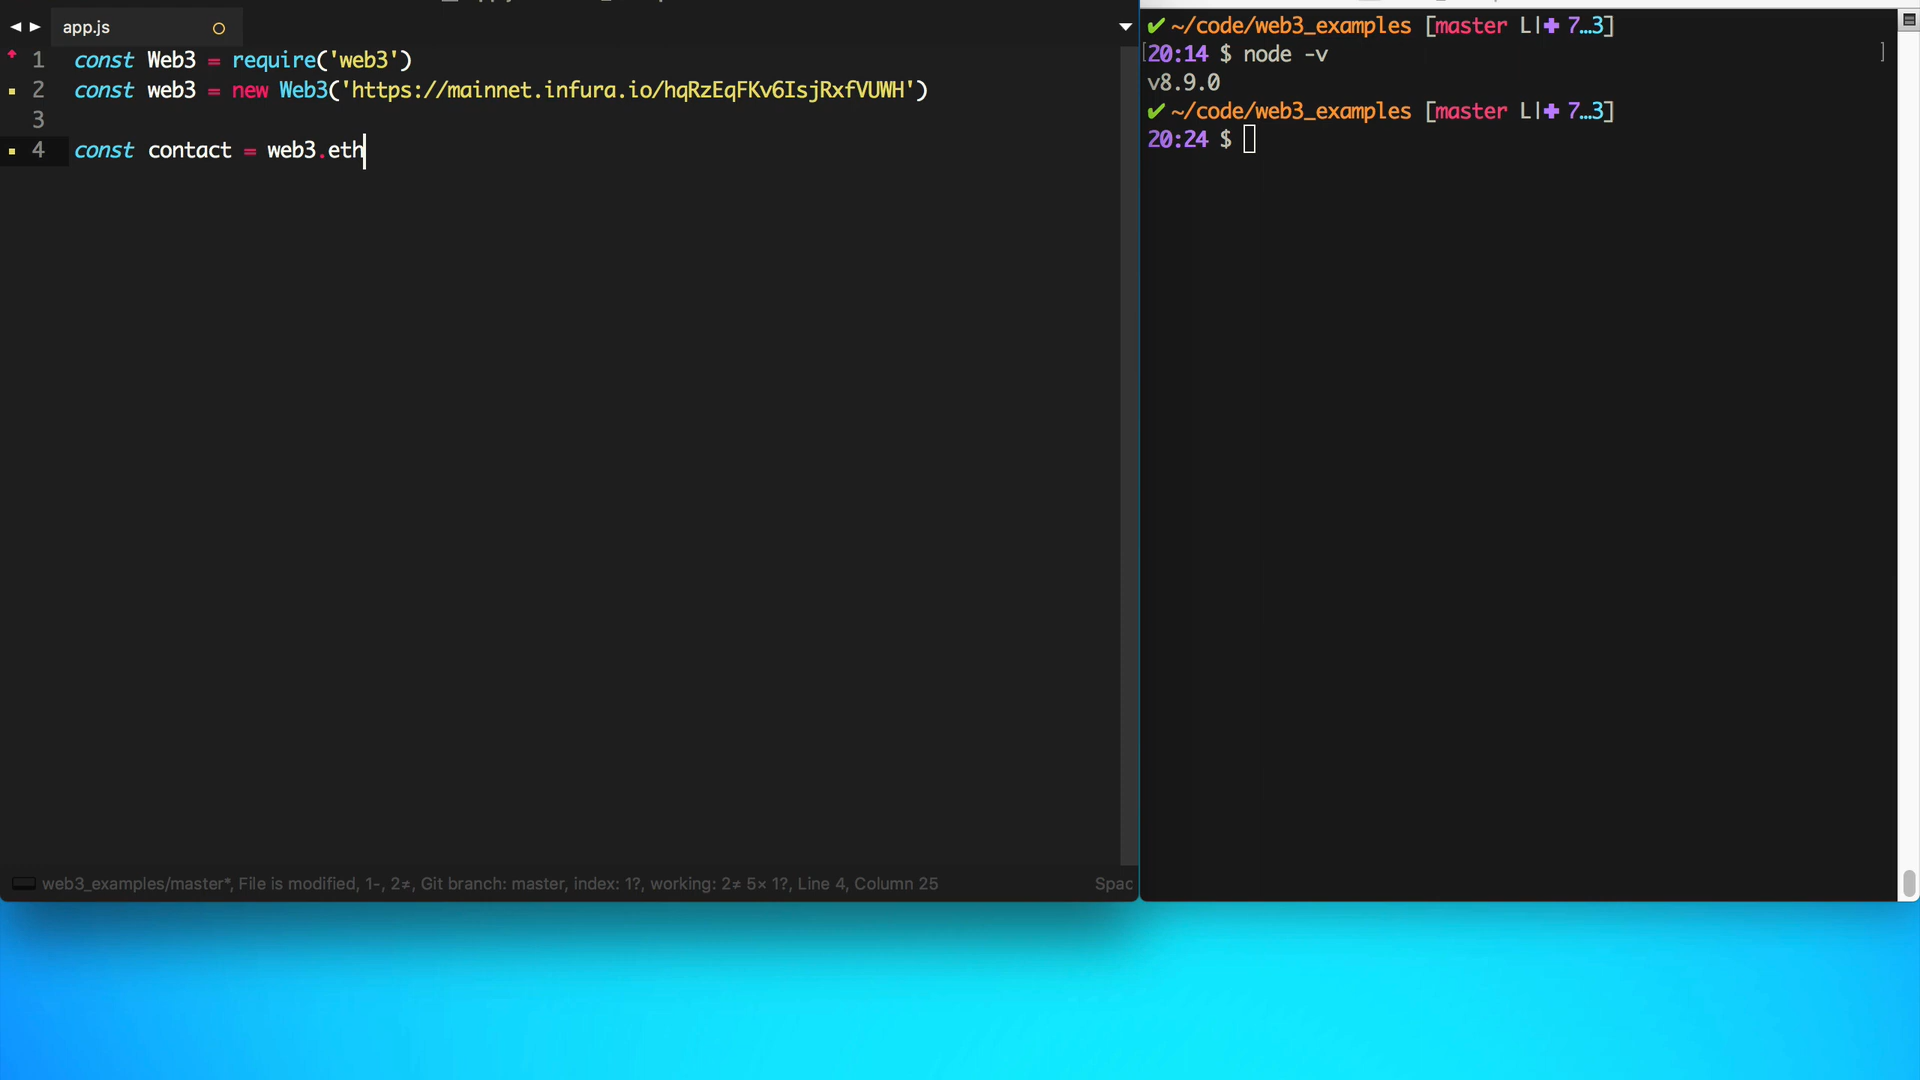 app.js
1 const Web3 = require('web3')
2 const web3 = new Web3('https://mainnet.infura.io/hqRzEqFKv6IsjRxfVUWH')
3
4 const contact = web3.eth
web3_examples/master*, File is modified, 1-, 2≠, Git branch: master, index: 1?, working: 2≠ 5× 1?, Line 4, Column 25
Spac
✔ ~/code/web3_examples [master L|✚ 7…3]
[20:14 $ node -v ]
v8.9.0
✔ ~/code/web3_examples [master L|✚ 7…3]
20:24 $